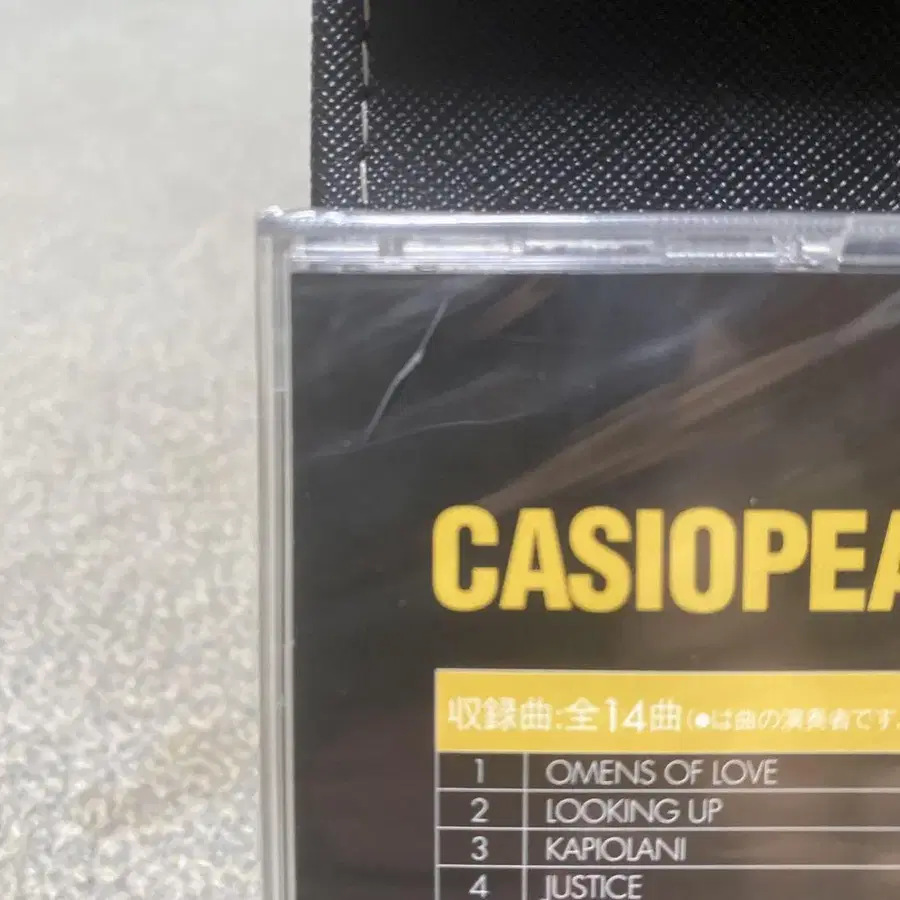 CASIOPEA
収録曲:全14曲(●は曲の演奏者です。
1 OMENS OF LOVE
2 LOOKING UP
3 KAPIOLANI
4 JUSTICE